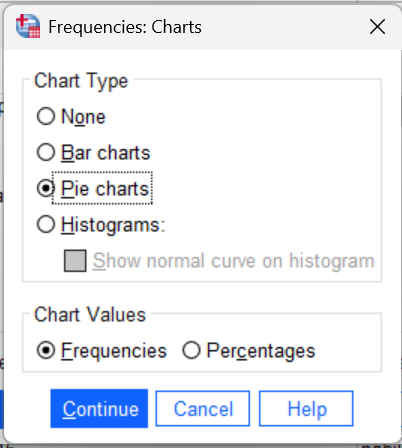 Frequencies: Charts
Chart Type
None
Bar charts
Pie charts
Histograms:
Show normal curve on histogram
Chart Values
Frequencies Percentages
Continue Cancel Help